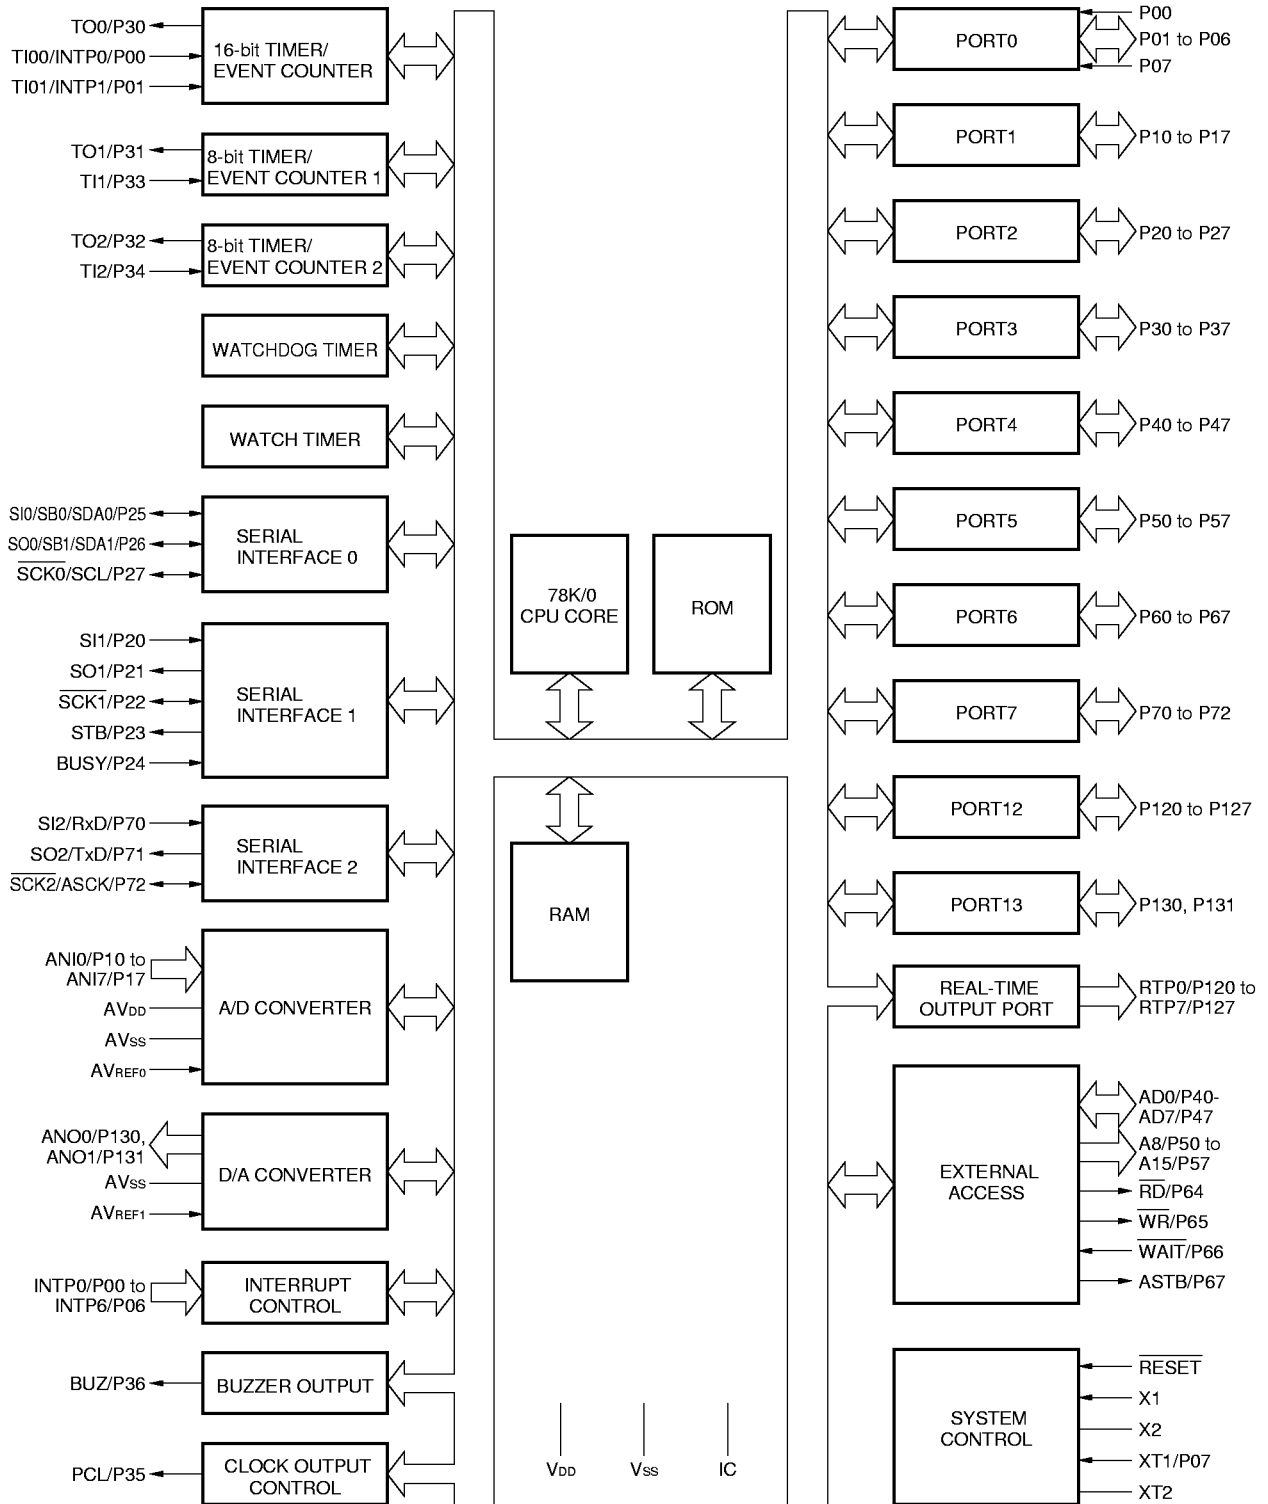 TO0/P30
TI00/INTP0/P00
TI01/INTP1/P01
16-bit TIMER/
EVENT COUNTER
TO1/P31
TI1/P33
8-bit TIMER/
EVENT COUNTER 1
TO2/P32
TI2/P34
8-bit TIMER/
EVENT COUNTER 2
WATCHDOG TIMER
WATCH TIMER
SI0/SB0/SDA0/P25
SO0/SB1/SDA1/P26
SCK0/SCL/P27
SERIAL
INTERFACE 0
SI1/P20
SO1/P21
SCK1/P22
STB/P23
BUSY/P24
SERIAL
INTERFACE 1
SI2/RxD/P70
SO2/TxD/P71
SCK2/ASCK/P72
SERIAL
INTERFACE 2
ANI0/P10 to
ANI7/P17
AVDD
AVSS
AVREF0
A/D CONVERTER
ANO0/P130,
ANO1/P131
AVSS
AVREF1
D/A CONVERTER
INTP0/P00 to
INTP6/P06
INTERRUPT
CONTROL
BUZ/P36
BUZZER OUTPUT
PCL/P35
CLOCK OUTPUT
CONTROL
78K/0
CPU CORE
ROM
RAM
VDD
VSS
IC
PORT0
P00
P01 to P06
P07
PORT1
P10 to P17
PORT2
P20 to P27
PORT3
P30 to P37
PORT4
P40 to P47
PORT5
P50 to P57
PORT6
P60 to P67
PORT7
P70 to P72
PORT12
P120 to P127
PORT13
P130, P131
REAL-TIME
OUTPUT PORT
RTP0/P120 to
RTP7/P127
EXTERNAL
ACCESS
AD0/P40-
AD7/P47
A8/P50 to
A15/P57
RD/P64
WR/P65
WAIT/P66
ASTB/P67
SYSTEM
CONTROL
RESET
X1
X2
XT1/P07
XT2